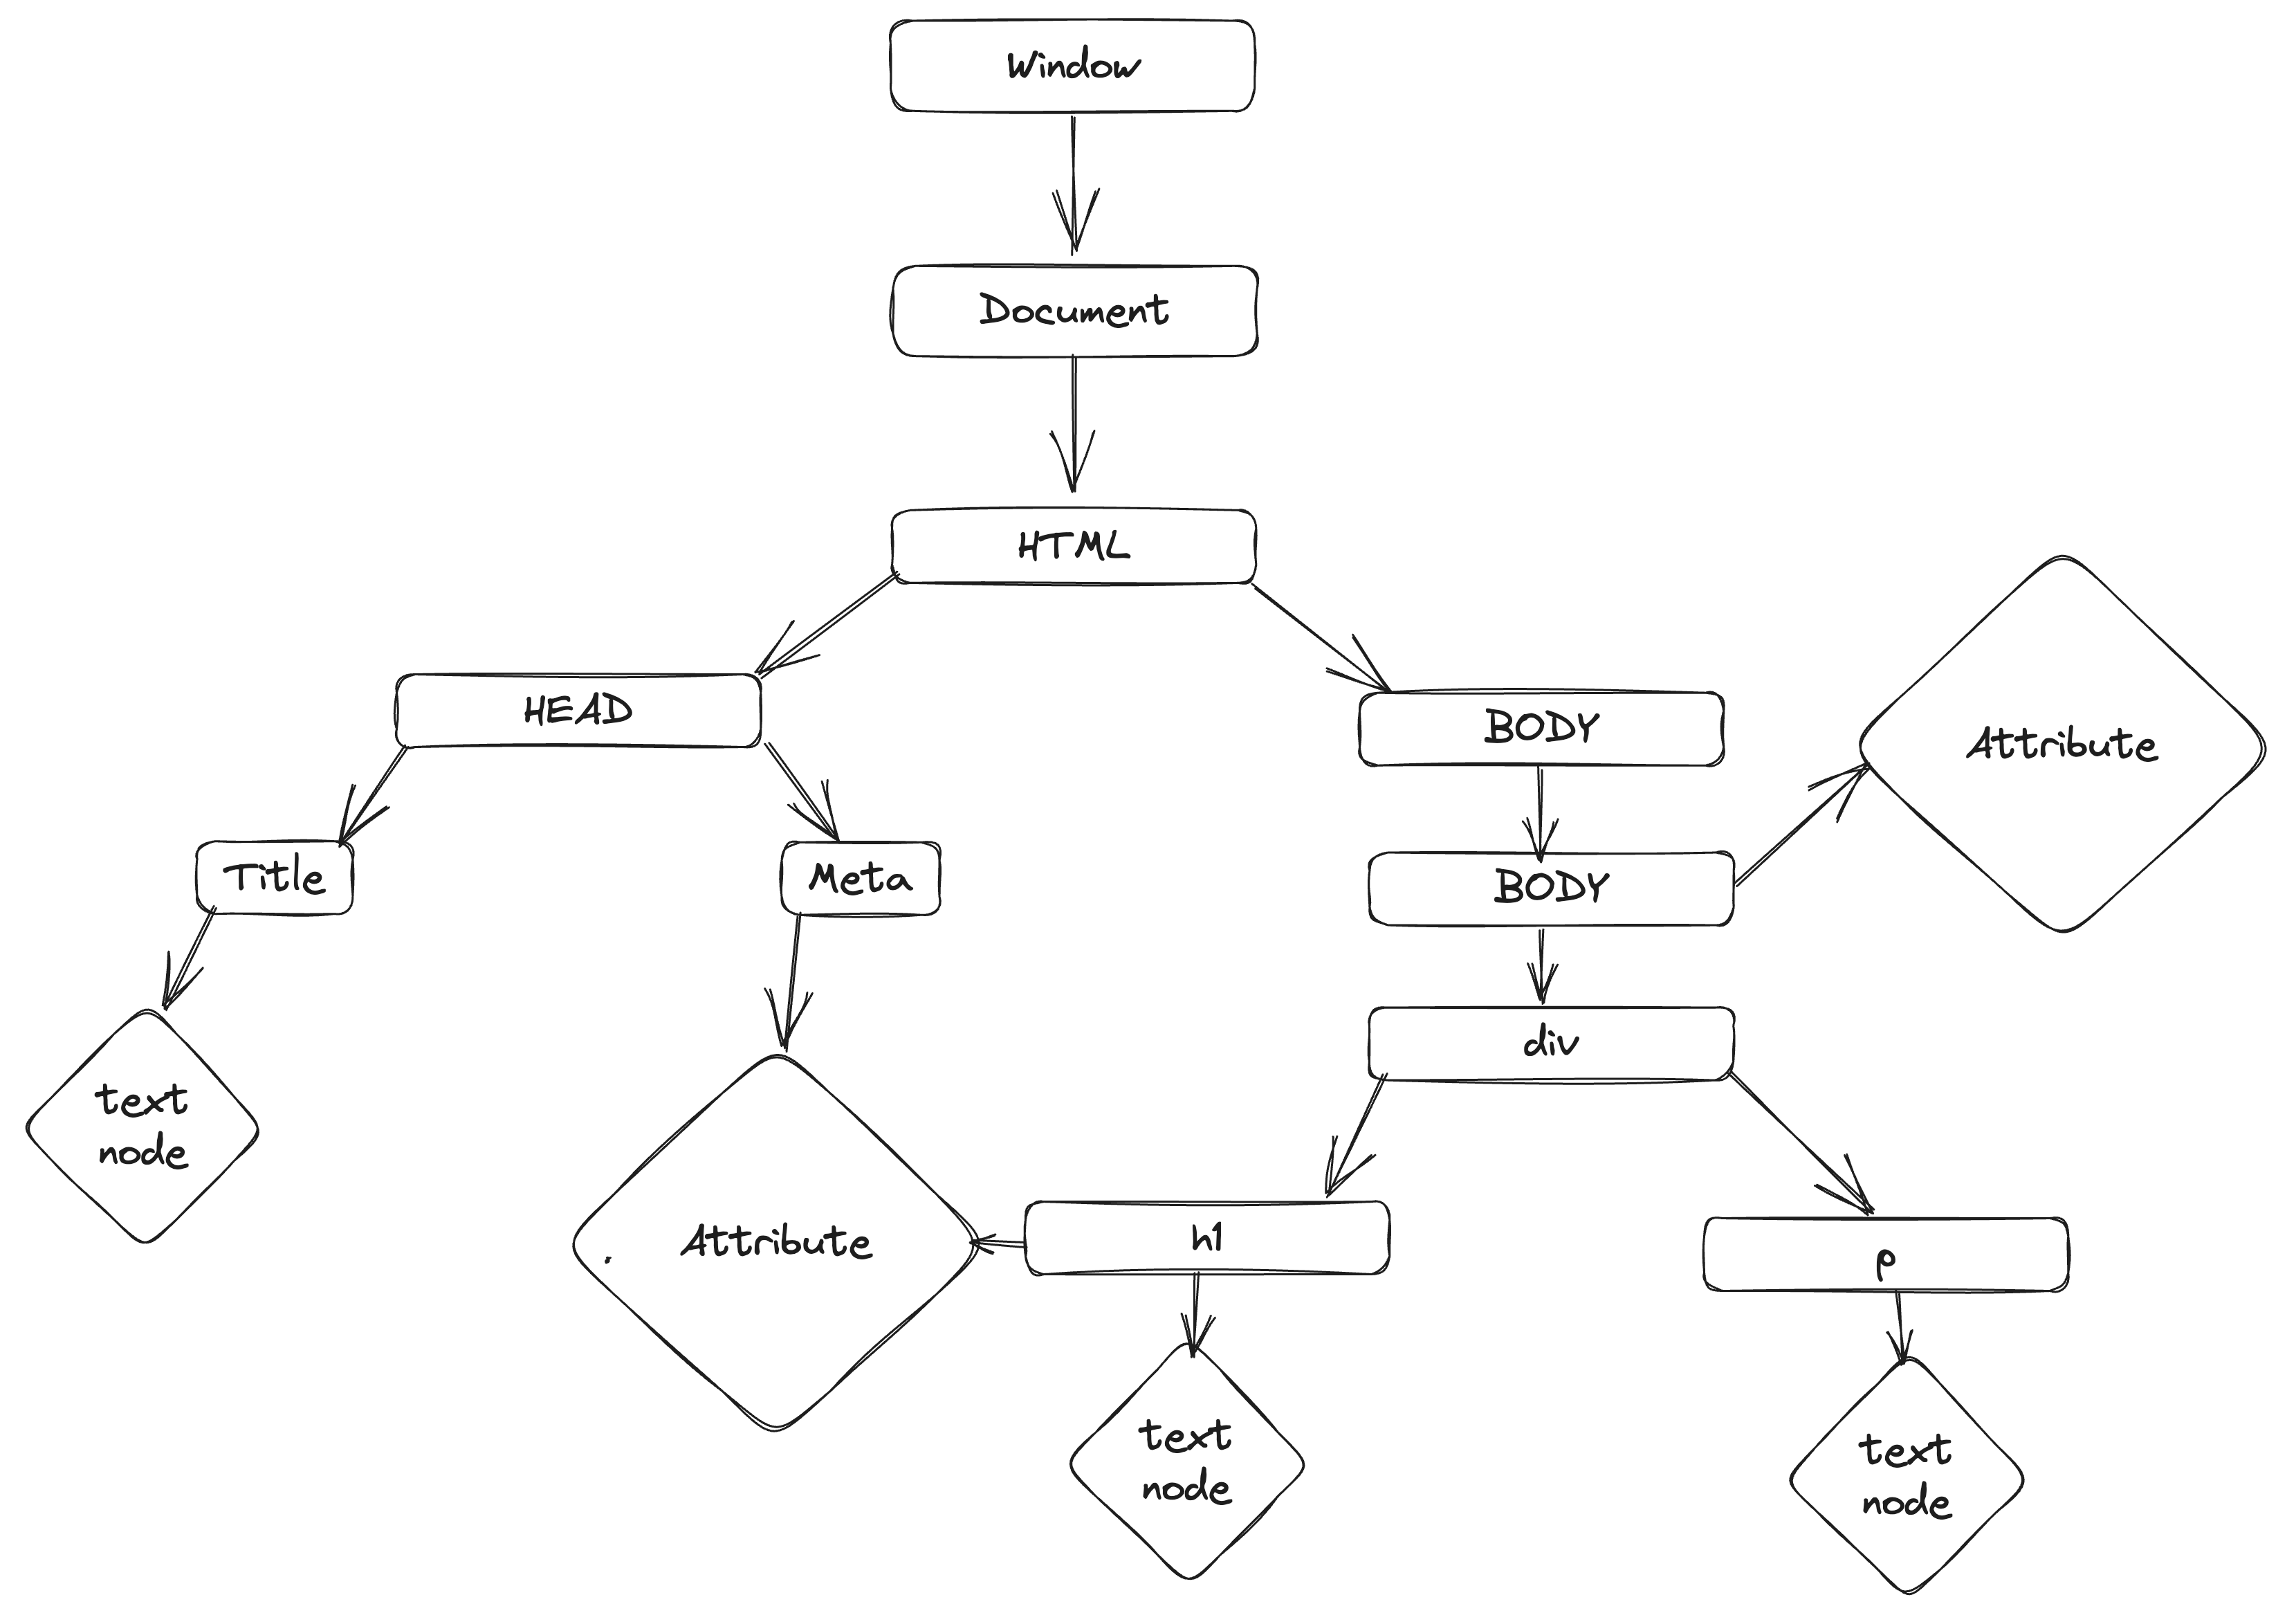 Window
Document
HTML
HEAD
BODY
Attribute
Title
Meta
BODY
div
text
node
Attribute
h1
p
text
node
text
node